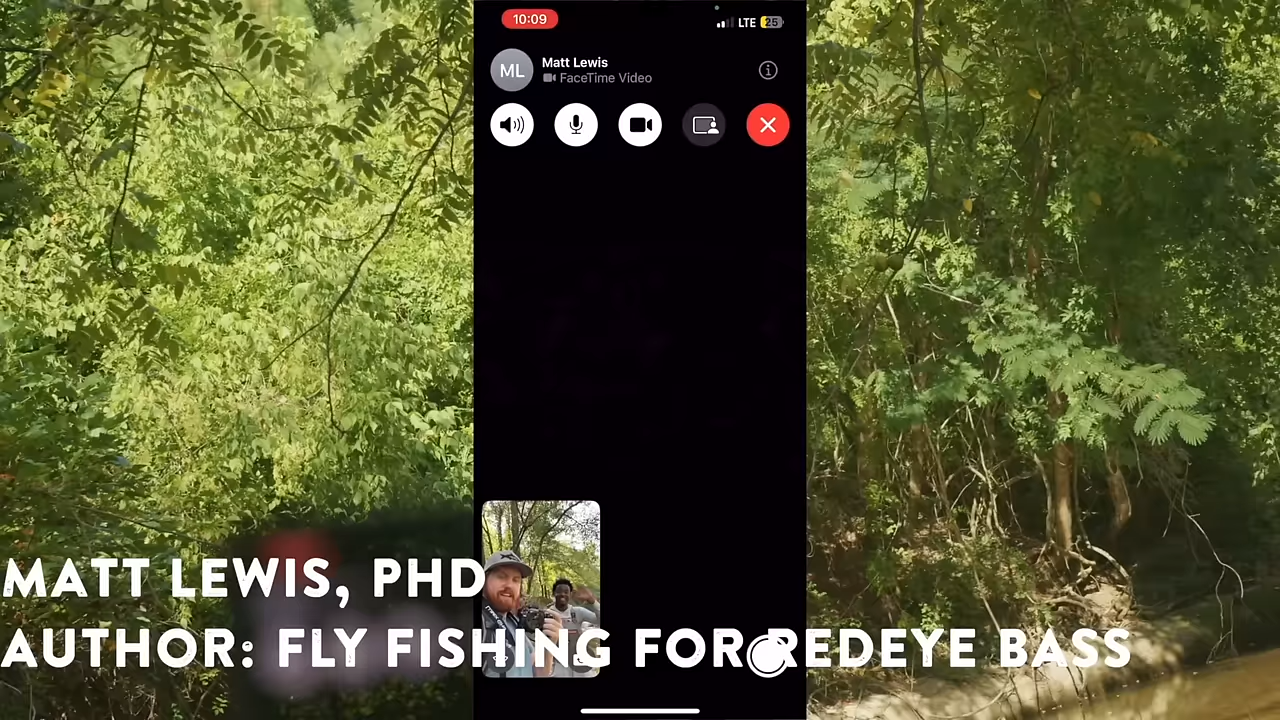 10:09
LTE 25
ML
Matt Lewis
FaceTime Video
MATT LEWIS, PHD
AUTHOR: FLY FISHING FOR REDEYE BASS